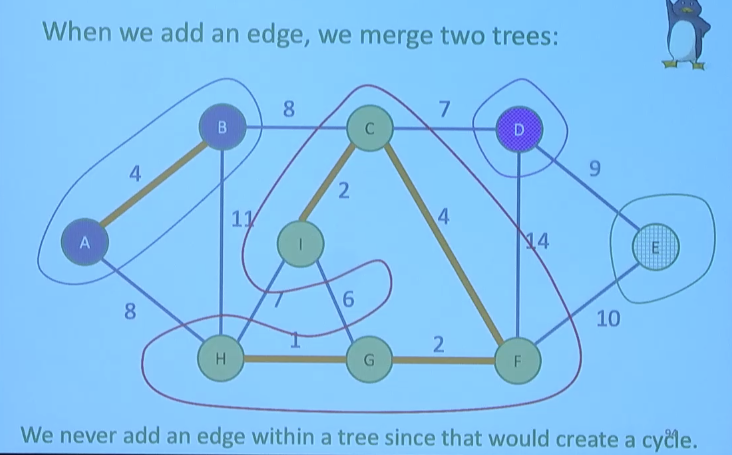 When we add an edge, we merge two trees:
8
7
B
C
D
4
9
2
11
4
14
A
I
E
8
7
6
10
1
2
H
G
F
We never add an edge within a tree since that would create a cycle.